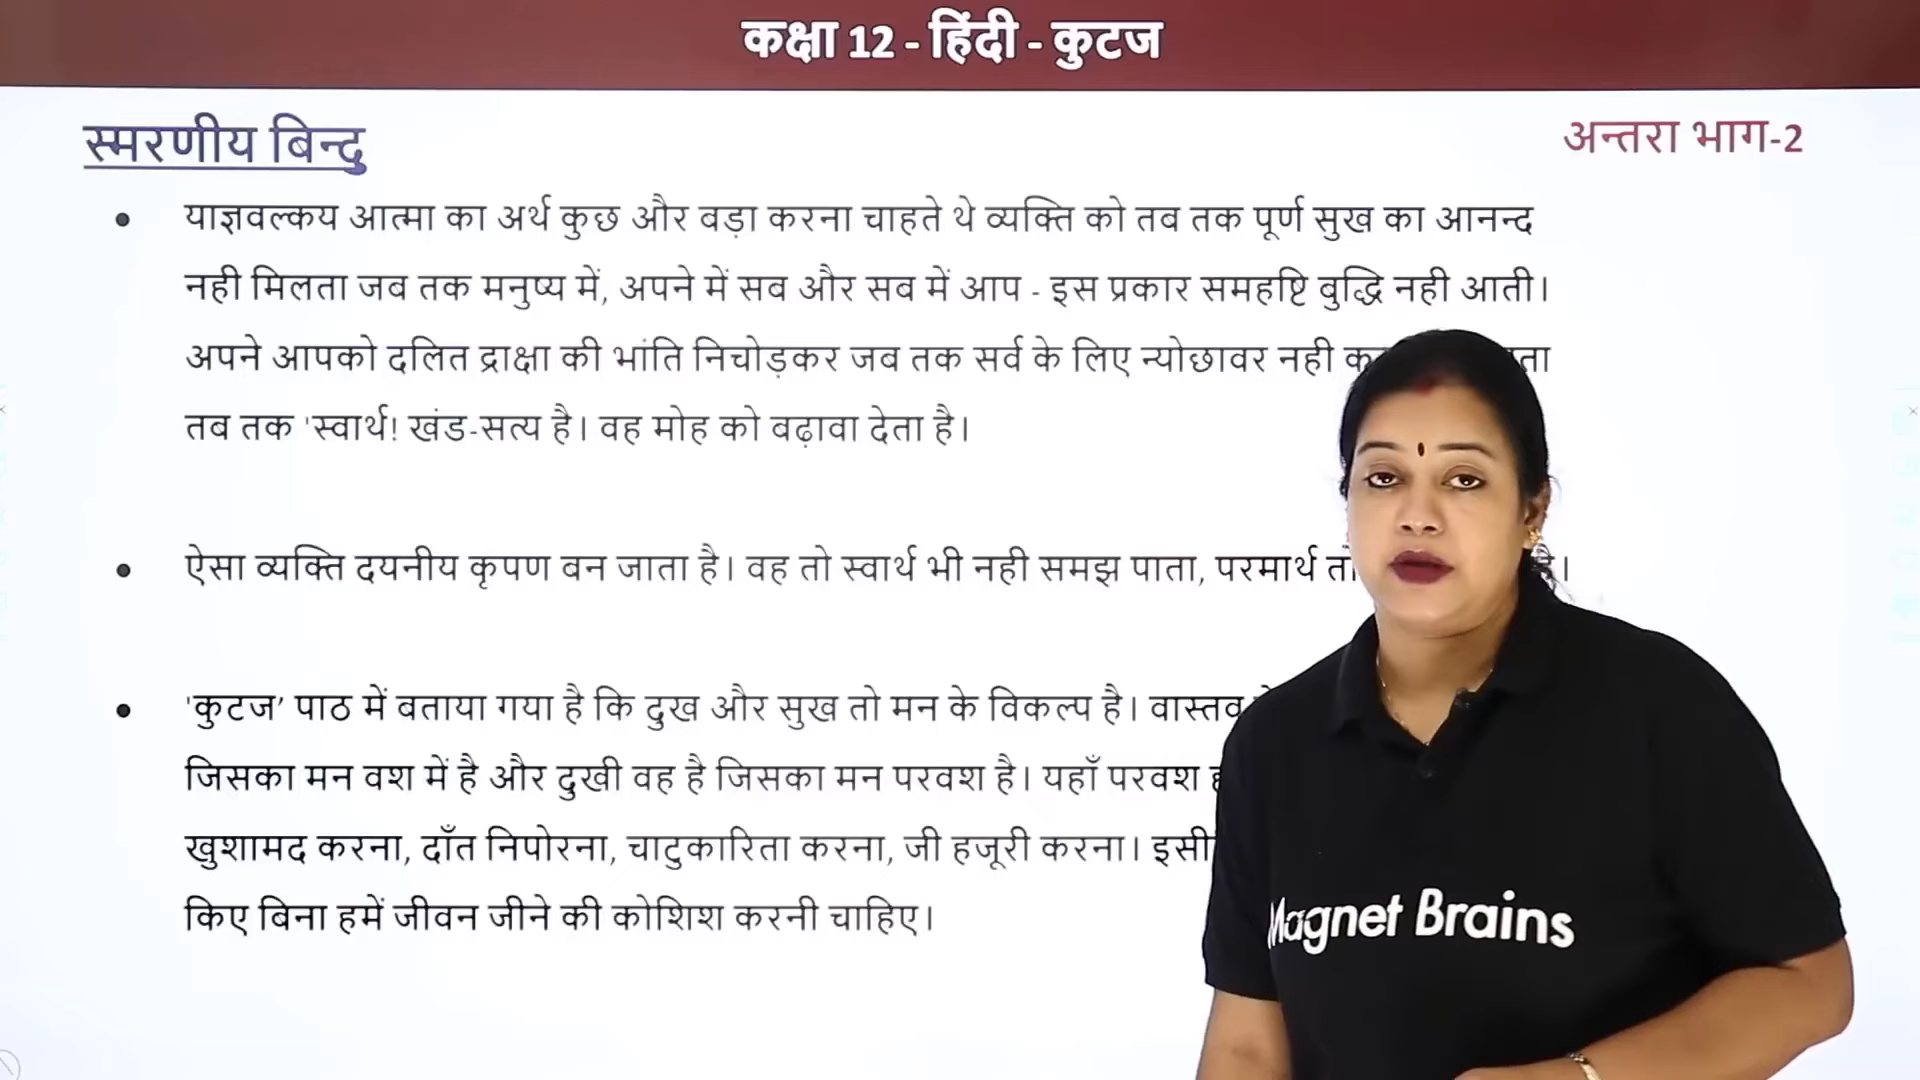 कक्षा 12 - हिंदी - कुटज
स्मरणीय बिन्दु
अन्तरा भाग-2
याज्ञवल्कय आत्मा का अर्थ कुछ और बड़ा करना चाहते थे व्यक्ति को तब तक पूर्ण सुख का आनन्द
नही मिलता जब तक मनुष्य में, अपने में सब और सब में आप - इस प्रकार समहष्टि बुद्धि नही आती।
अपने आपको दलित द्राक्षा की भांति निचोड़कर जब तक सर्व के लिए न्योछावर नही
तब तक 'स्वार्थ! खंड-सत्य है। वह मोह को बढ़ावा देता है।
ऐसा व्यक्ति दयनीय कृपण बन जाता है। वह तो स्वार्थ भी नही समझ पाता, परमार्थ है।
'कुटज' पाठ में बताया गया है कि दुख और सुख तो मन के विकल्प है। वास्तव
जिसका मन वश में है और दुखी वह है जिसका मन परवश है। यहाँ परवश
खुशामद करना, दाँत निपोरना, चाटुकारिता करना, जी हजूरी करना।
किए बिना हमें जीवन जीने की कोशिश करनी चाहिए।
Magnet Brains